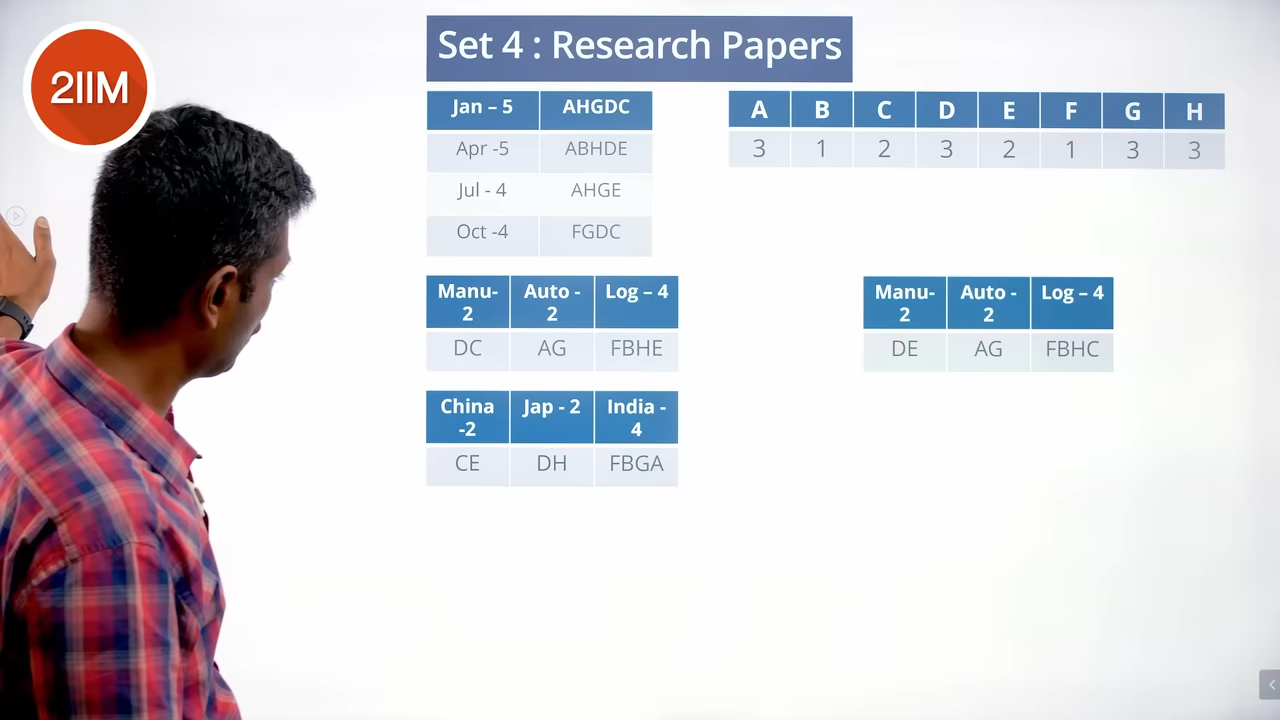 2IIM
Set 4 : Research Papers
Jan – 5 AHGDC
Apr -5 ABHDE
Jul - 4 AHGE
Oct -4 FGDC
A B C D E F G H
3 1 2 3 2 1 3 3
Manu- Auto - Log – 4
2 2
DC AG FBHE
Manu- Auto - Log – 4
2 2
DE AG FBHC
China Jap - 2 India -
-2 4
CE DH FBGA